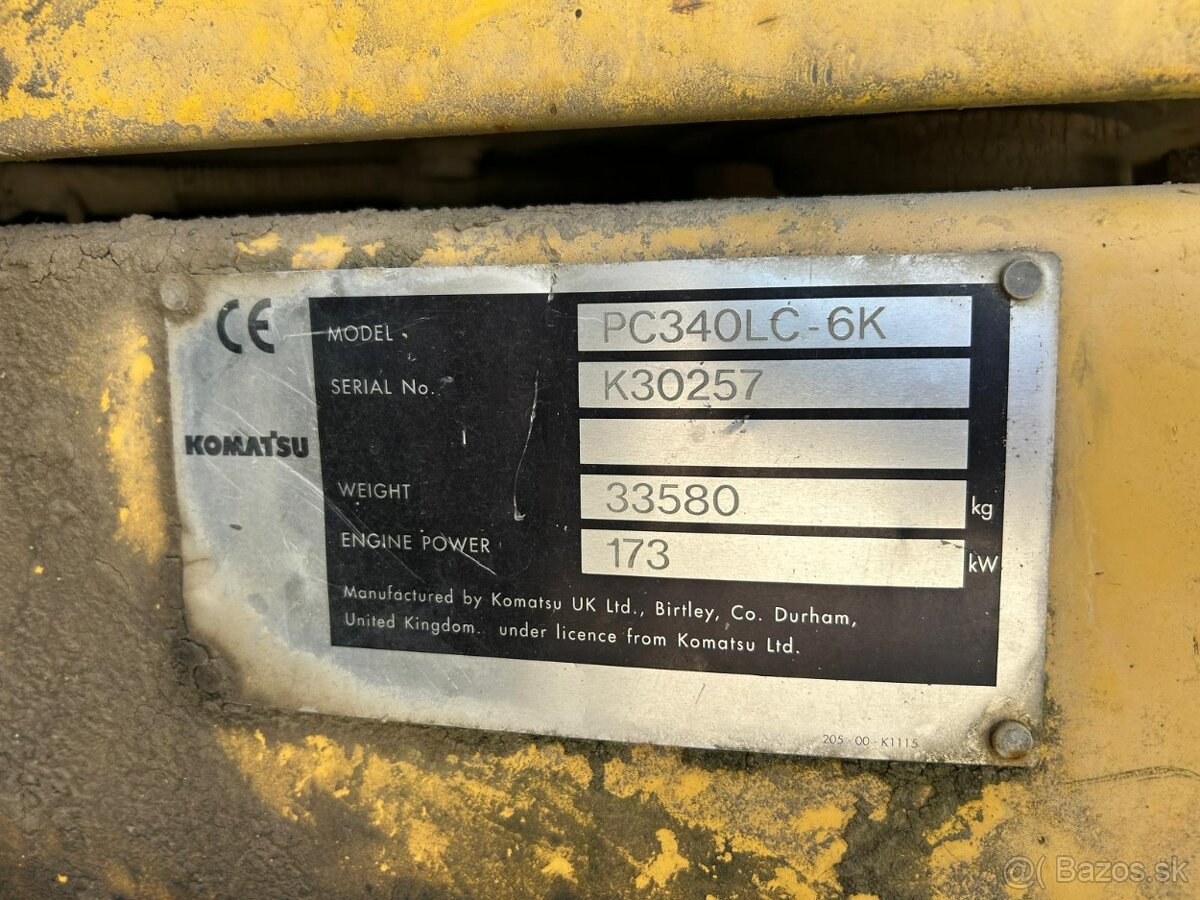 CE
KOMATSU
MODEL PC340LC-6K
SERIAL No. K30257
WEIGHT 33580 kg
ENGINE POWER 173 kW
Manufactured by Komatsu UK Ltd., Birtley, Co. Durham,
United Kingdom. under licence from Komatsu Ltd.
205-00-K1115
@( Bazos.sk